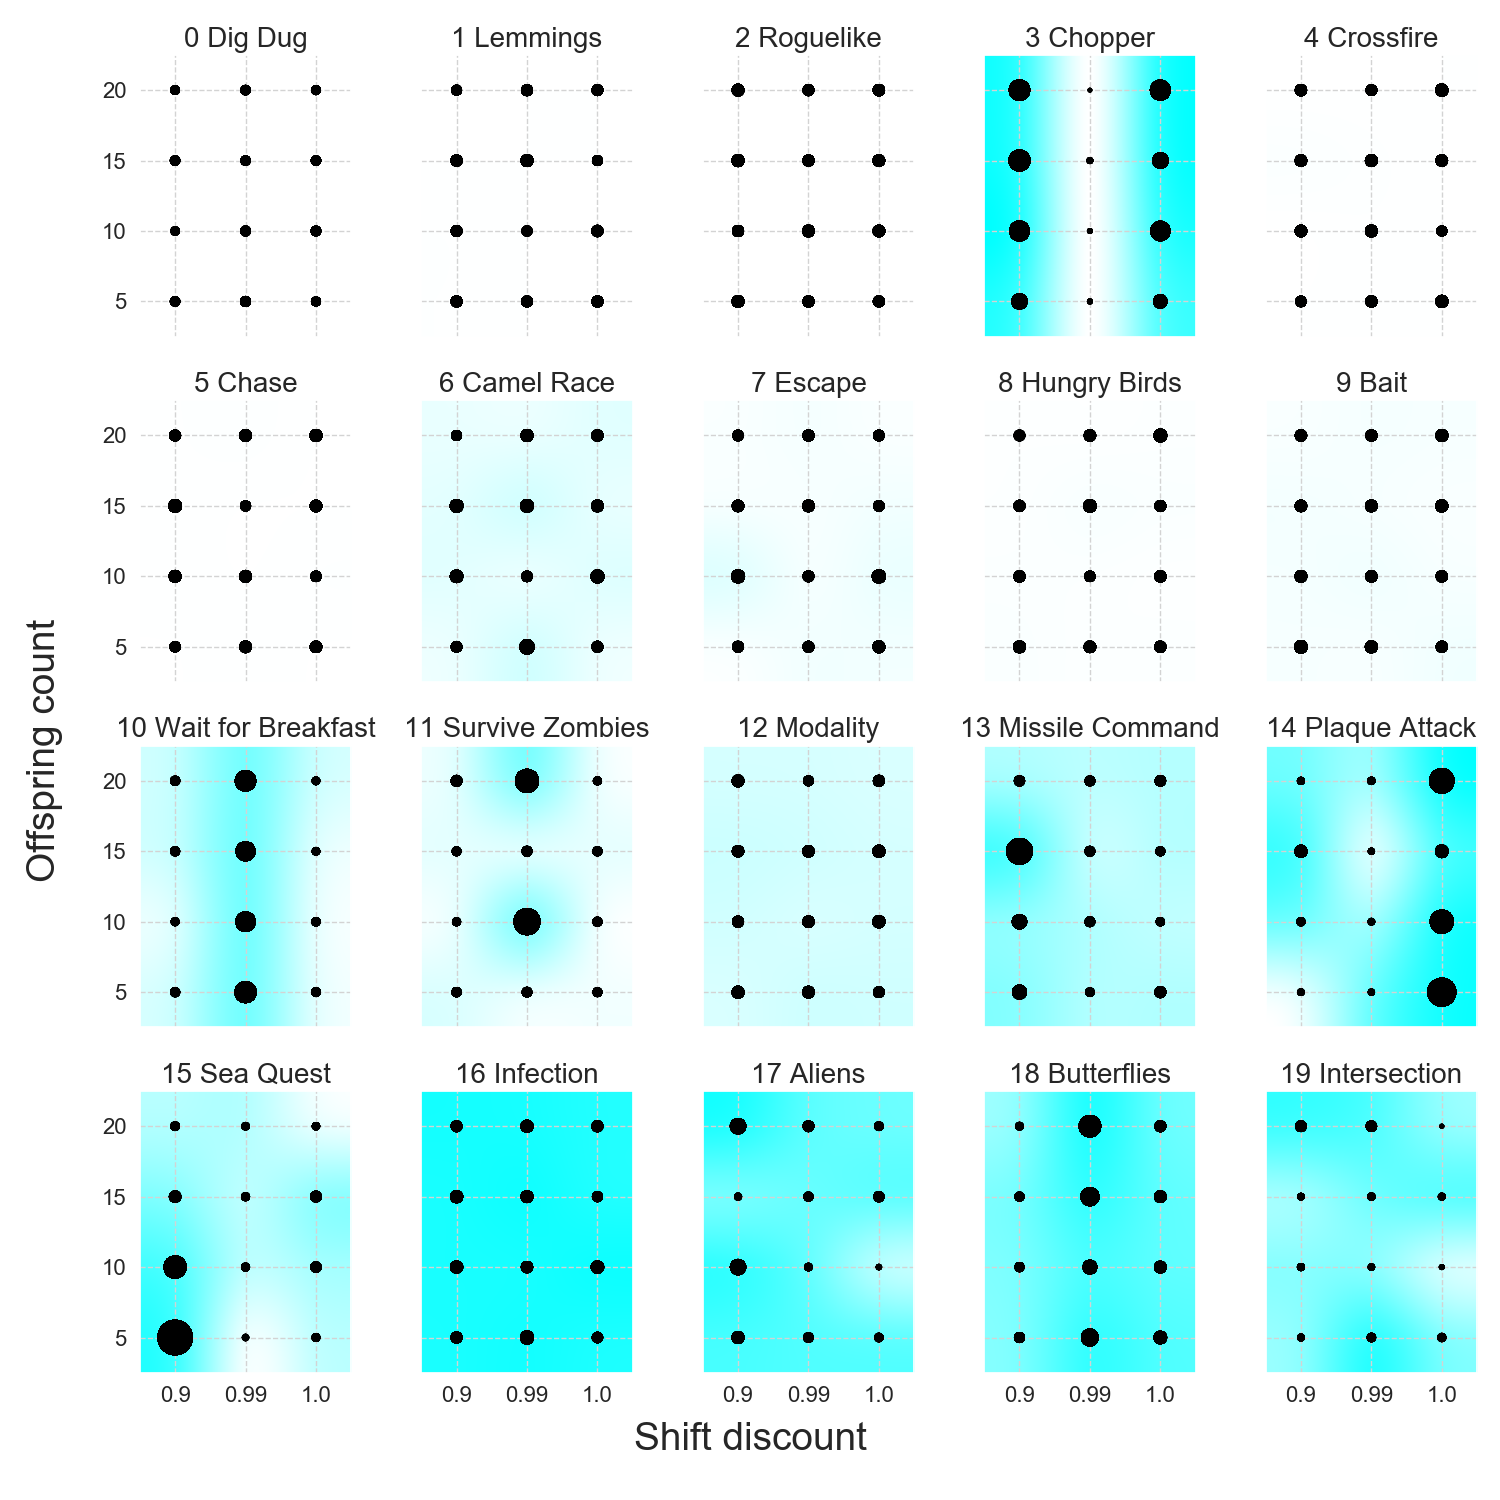 0 Dig Dug 1 Lemmings 2 Roguelike 3 Chopper 4 Crossfire
20
15
10
5
5 Chase 6 Camel Race 7 Escape 8 Hungry Birds 9 Bait
20
15
10
5
Offspring count
10 Wait for Breakfast 11 Survive Zombies 12 Modality 13 Missile Command 14 Plaque Attack
20
15
10
5
15 Sea Quest 16 Infection 17 Aliens 18 Butterflies 19 Intersection
20
15
10
5
0.9 0.99 1.0 0.9 0.99 1.0 0.9 0.99 1.0 0.9 0.99 1.0 0.9 0.99 1.0
Shift discount